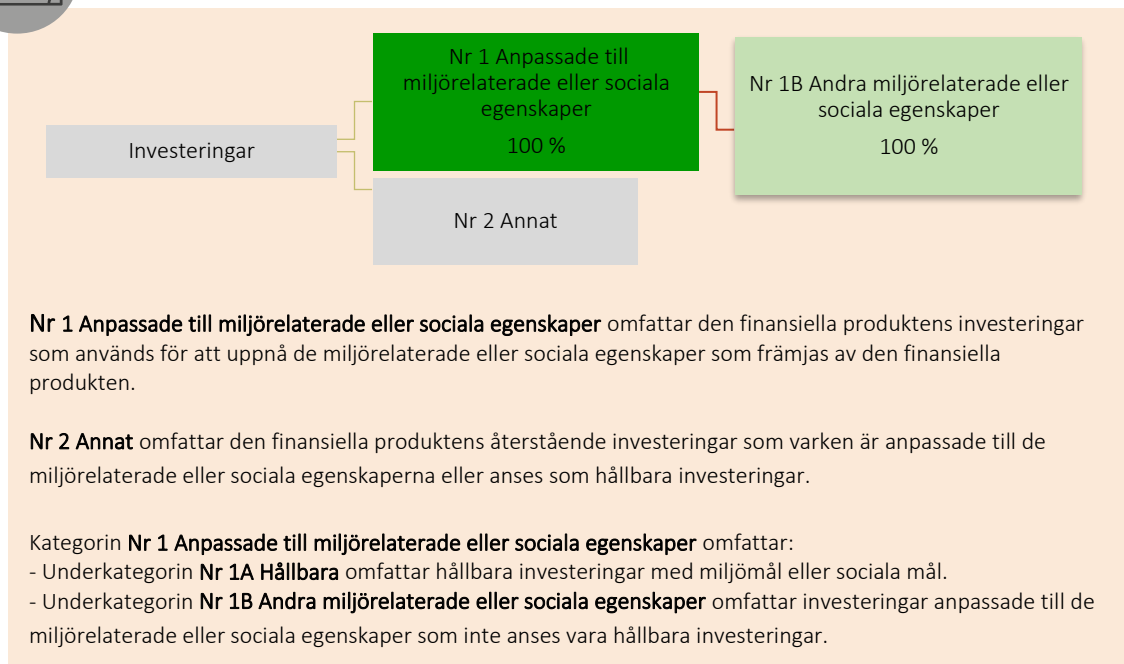 Nr 1 Anpassade till
miljörelaterade eller sociala
egenskaper
100 %
Nr 1B Andra miljörelaterade eller
sociala egenskaper
100 %
Investeringar
Nr 2 Annat
Nr 1 Anpassade till miljörelaterade eller sociala egenskaper omfattar den finansiella produktens investeringar
som används för att uppnå de miljörelaterade eller sociala egenskaper som främjas av den finansiella
produkten.
Nr 2 Annat omfattar den finansiella produktens återstående investeringar som varken är anpassade till de
miljörelaterade eller sociala egenskaperna eller anses som hållbara investeringar.
Kategorin Nr 1 Anpassade till miljörelaterade eller sociala egenskaper omfattar:
- Underkategorin Nr 1A Hållbara omfattar hållbara investeringar med miljömål eller sociala mål.
- Underkategorin Nr 1B Andra miljörelaterade eller sociala egenskaper omfattar investeringar anpassade till de
miljörelaterade eller sociala egenskaper som inte anses vara hållbara investeringar.